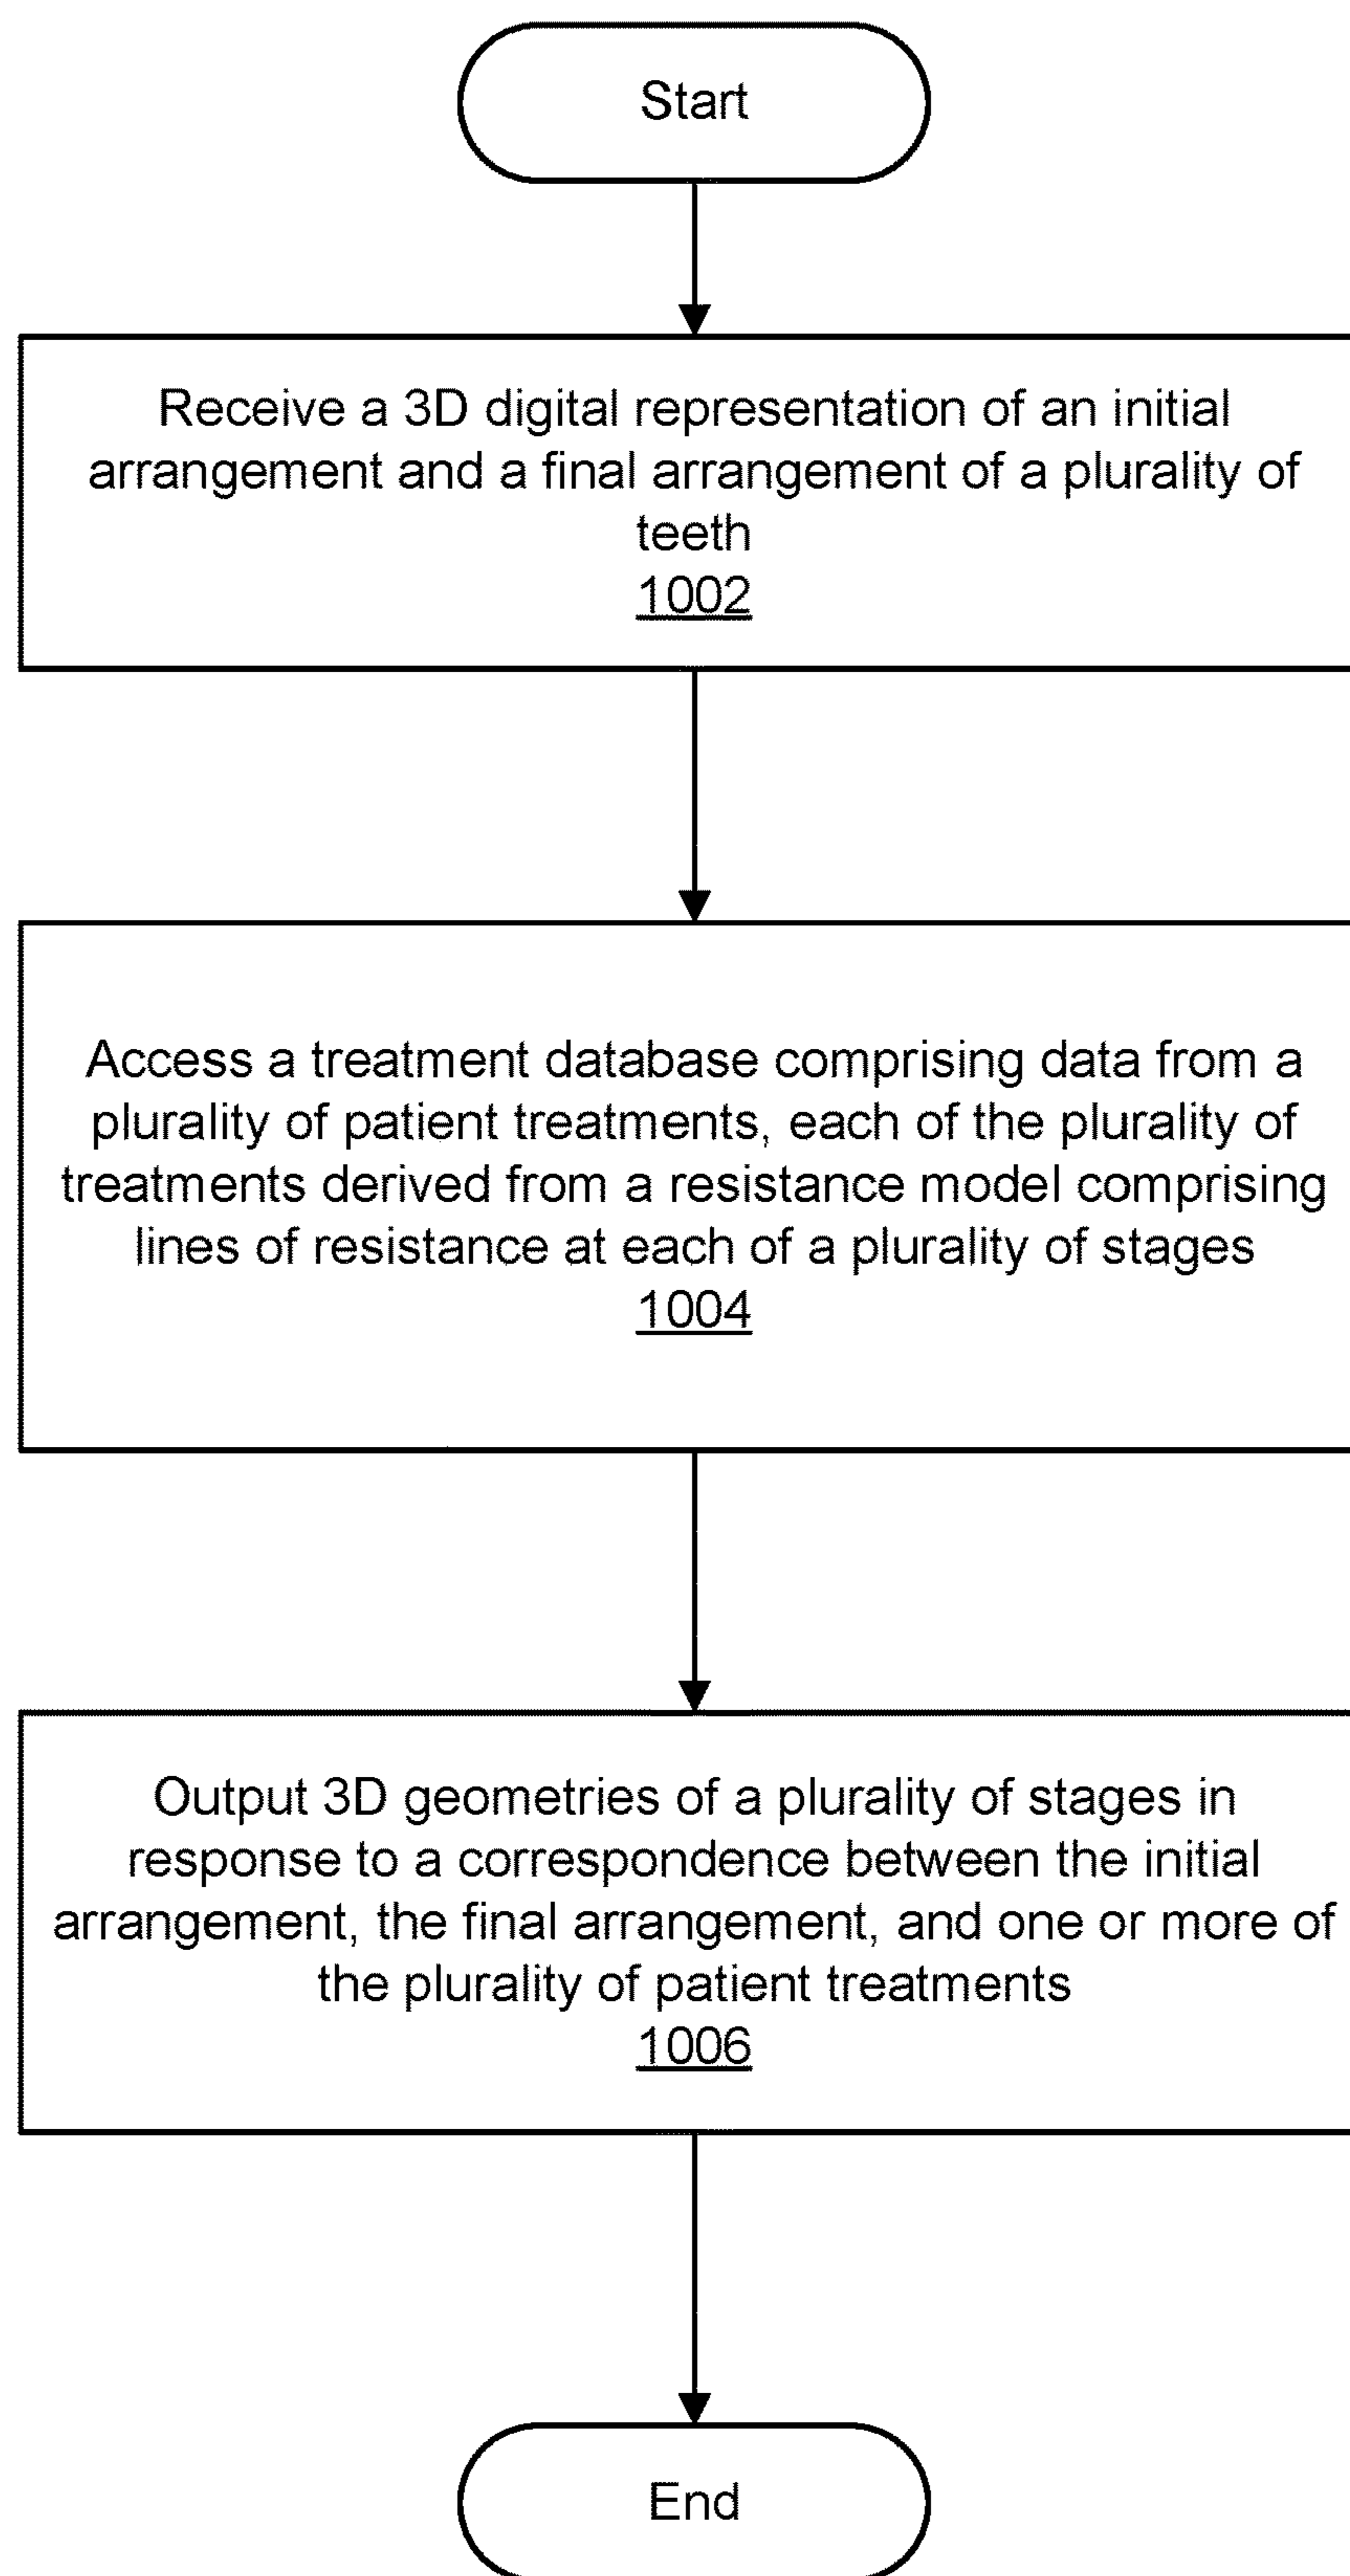 Start
Receive a 3D digital representation of an initial
arrangement and a final arrangement of a plurality of
teeth
1002
Access a treatment database comprising data from a
plurality of patient treatments, each of the plurality of
treatments derived from a resistance model comprising
lines of resistance at each of a plurality of stages
1004
Output 3D geometries of a plurality of stages in
response to a correspondence between the initial
arrangement, the final arrangement, and one or more of
the plurality of patient treatments
1006
End